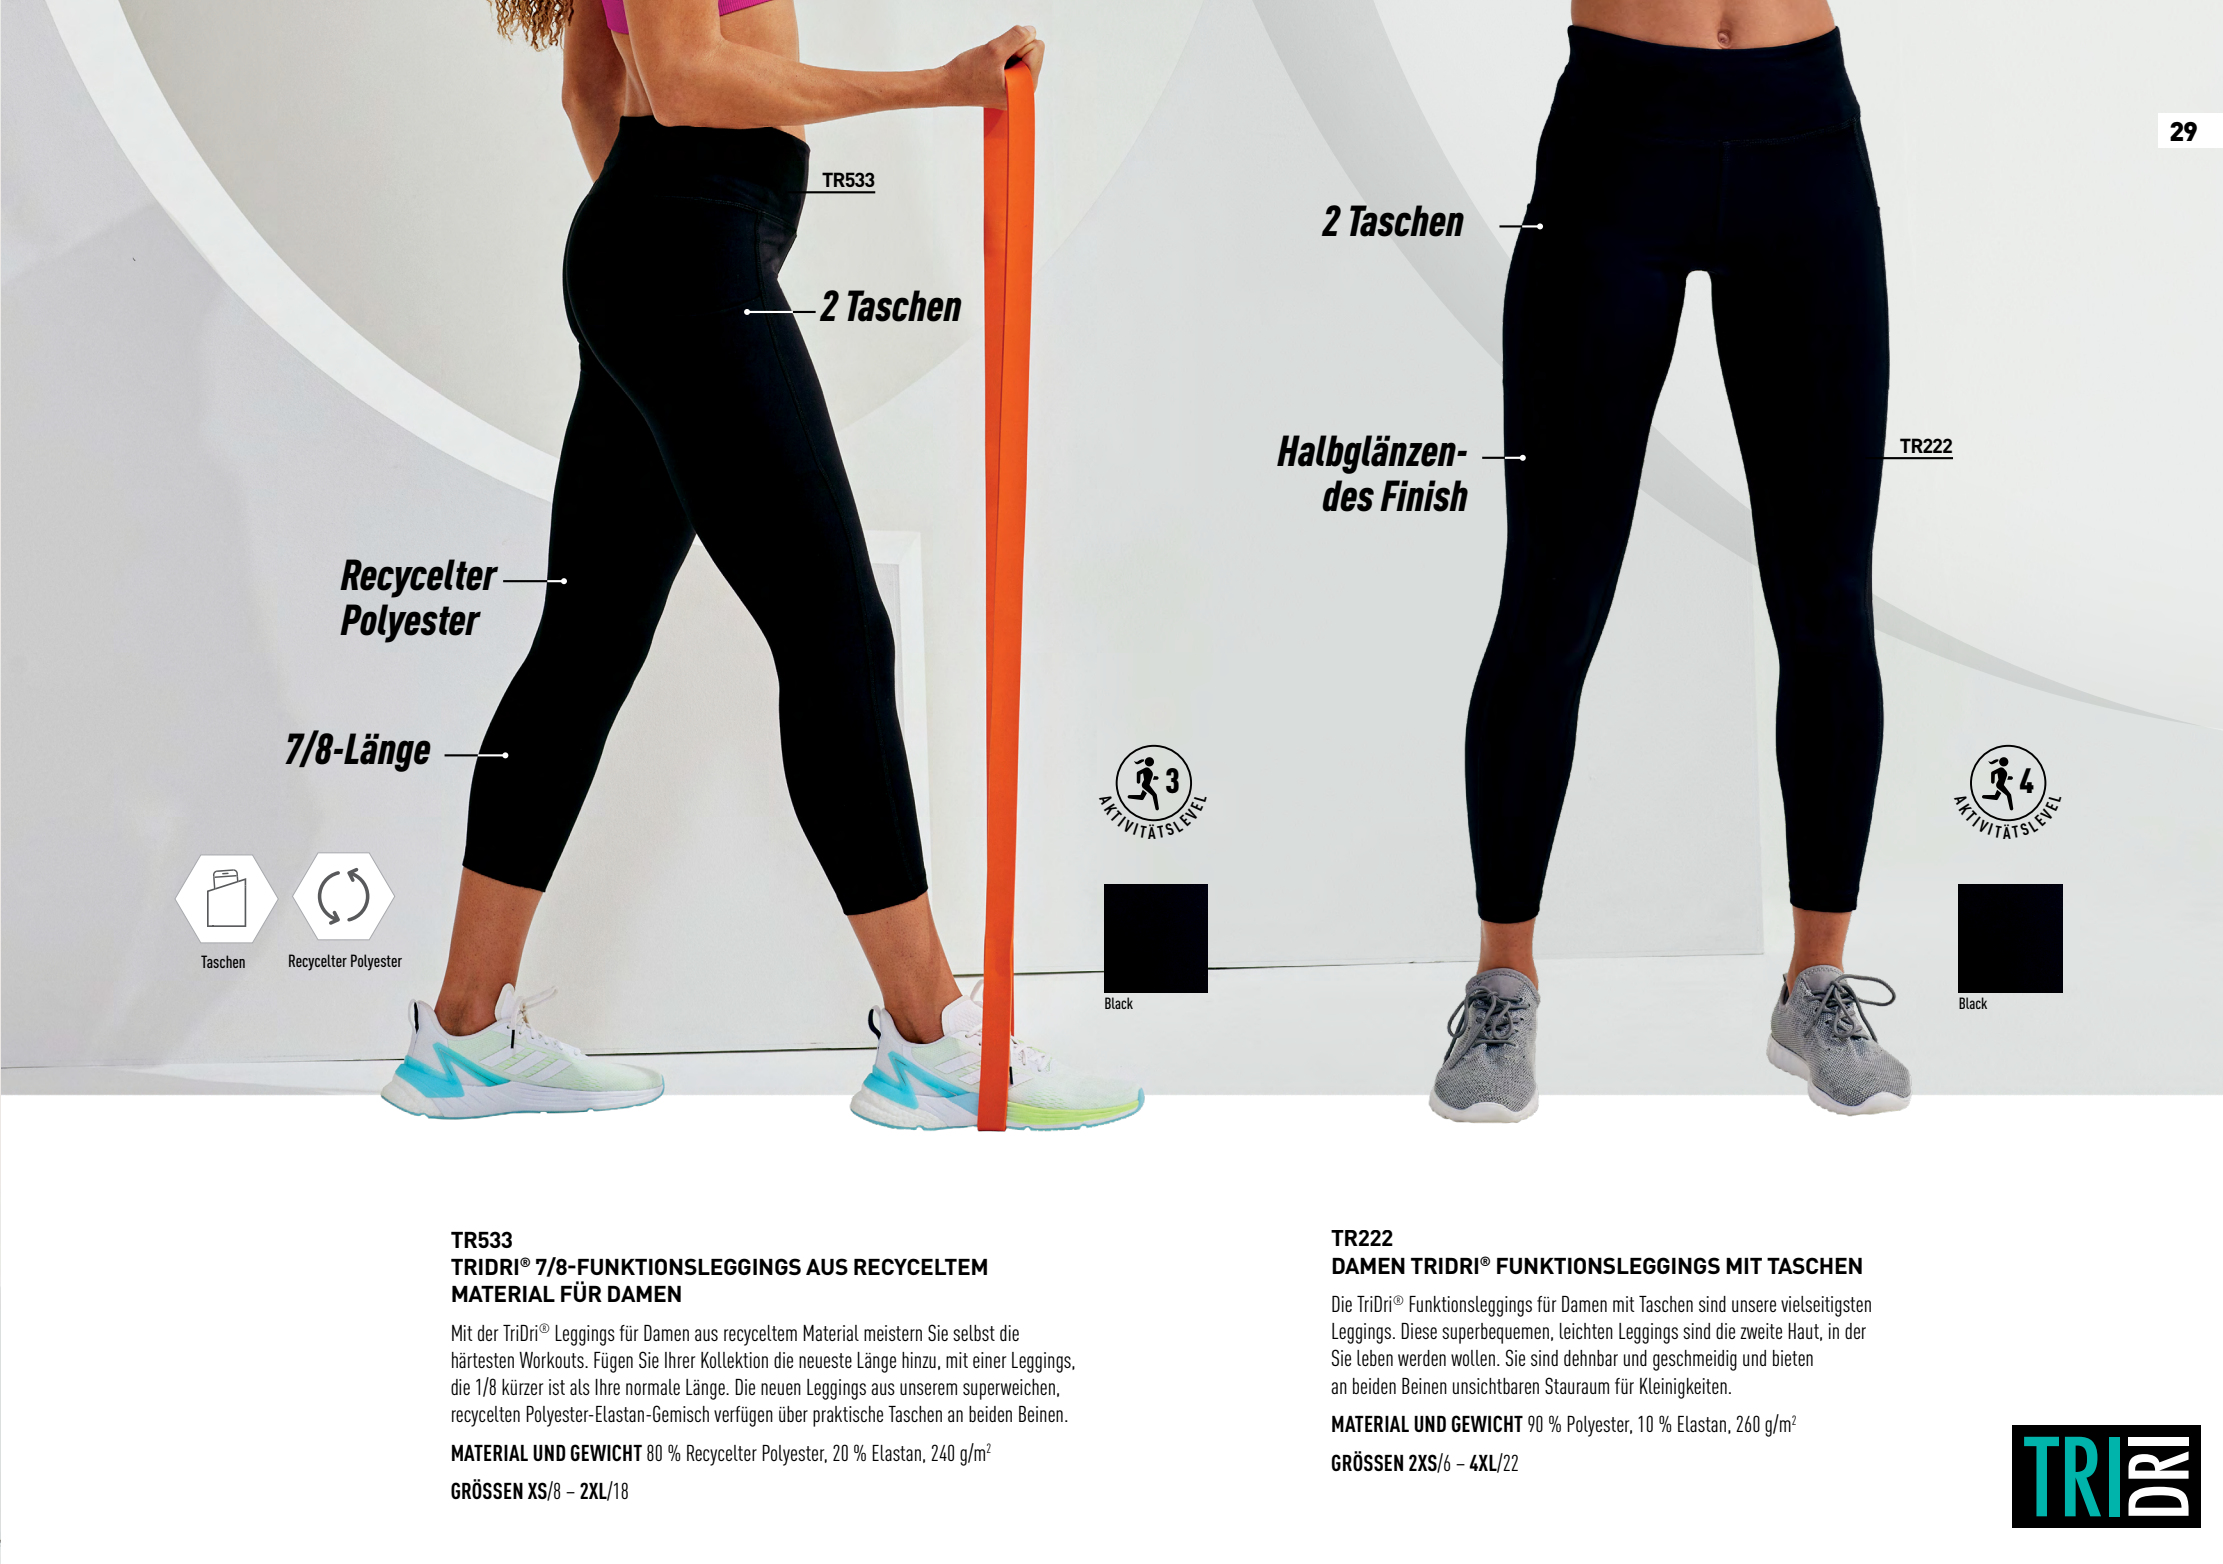 29
TR533
2 Taschen
2 Taschen
Halbglänzen-
des Finish
TR222
Recycelter
Polyester
7/8-Länge
3
AKTIVITÄTSLEVEL
4
AKTIVITÄTSLEVEL
Taschen
Recycelter Polyester
Black
Black
TR533
TRIDRI® 7/8-FUNKTIONSLEGGINGS AUS RECYCELTEM
MATERIAL FÜR DAMEN
Mit der TriDri® Leggings für Damen aus recyceltem Material meistern Sie selbst die
härtesten Workouts. Fügen Sie Ihrer Kollektion die neueste Länge hinzu, mit einer Leggings,
die 1/8 kürzer ist als Ihre normale Länge. Die neuen Leggings aus unserem superweichen,
recycelten Polyester-Elastan-Gemisch verfügen über praktische Taschen an beiden Beinen.
MATERIAL UND GEWICHT 80 % Recycelter Polyester, 20 % Elastan, 240 g/m²
GRÖSSEN XS/8 – 2XL/18
TR222
DAMEN TRIDRI® FUNKTIONSLEGGINGS MIT TASCHEN
Die TriDri® Funktionsleggings für Damen mit Taschen sind unsere vielseitigsten
Leggings. Diese superbequemen, leichten Leggings sind die zweite Haut, in der
Sie leben werden wollen. Sie sind dehnbar und geschmeidig und bieten
an beiden Beinen unsichtbaren Stauraum für Kleinigkeiten.
MATERIAL UND GEWICHT 90 % Polyester, 10 % Elastan, 260 g/m²
GRÖSSEN 2XS/6 – 4XL/22
TRI DRI